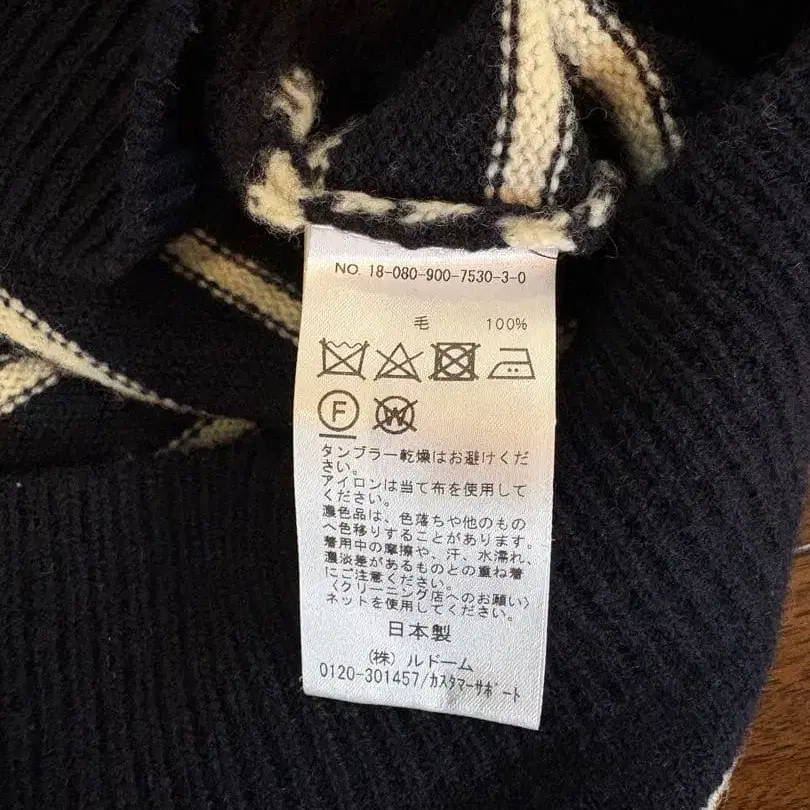 NO. 18-080-900-7530-3-0
毛 100%
F W
タンブラー乾燥はお避けくだ
さい。
アイロンは当て布を使用して
ください。
濃色品は、色落ちや他のもの
へ色移りすることがあります。
着用中の摩擦や、汗、水濡れ、
濃淡差があるものとの重ね着
にご注意ください。
〈クリーニング店へのお願い〉
ネットを使用してください。
日本製
(株) ルドーム
0120-301457/カスタマーサポート